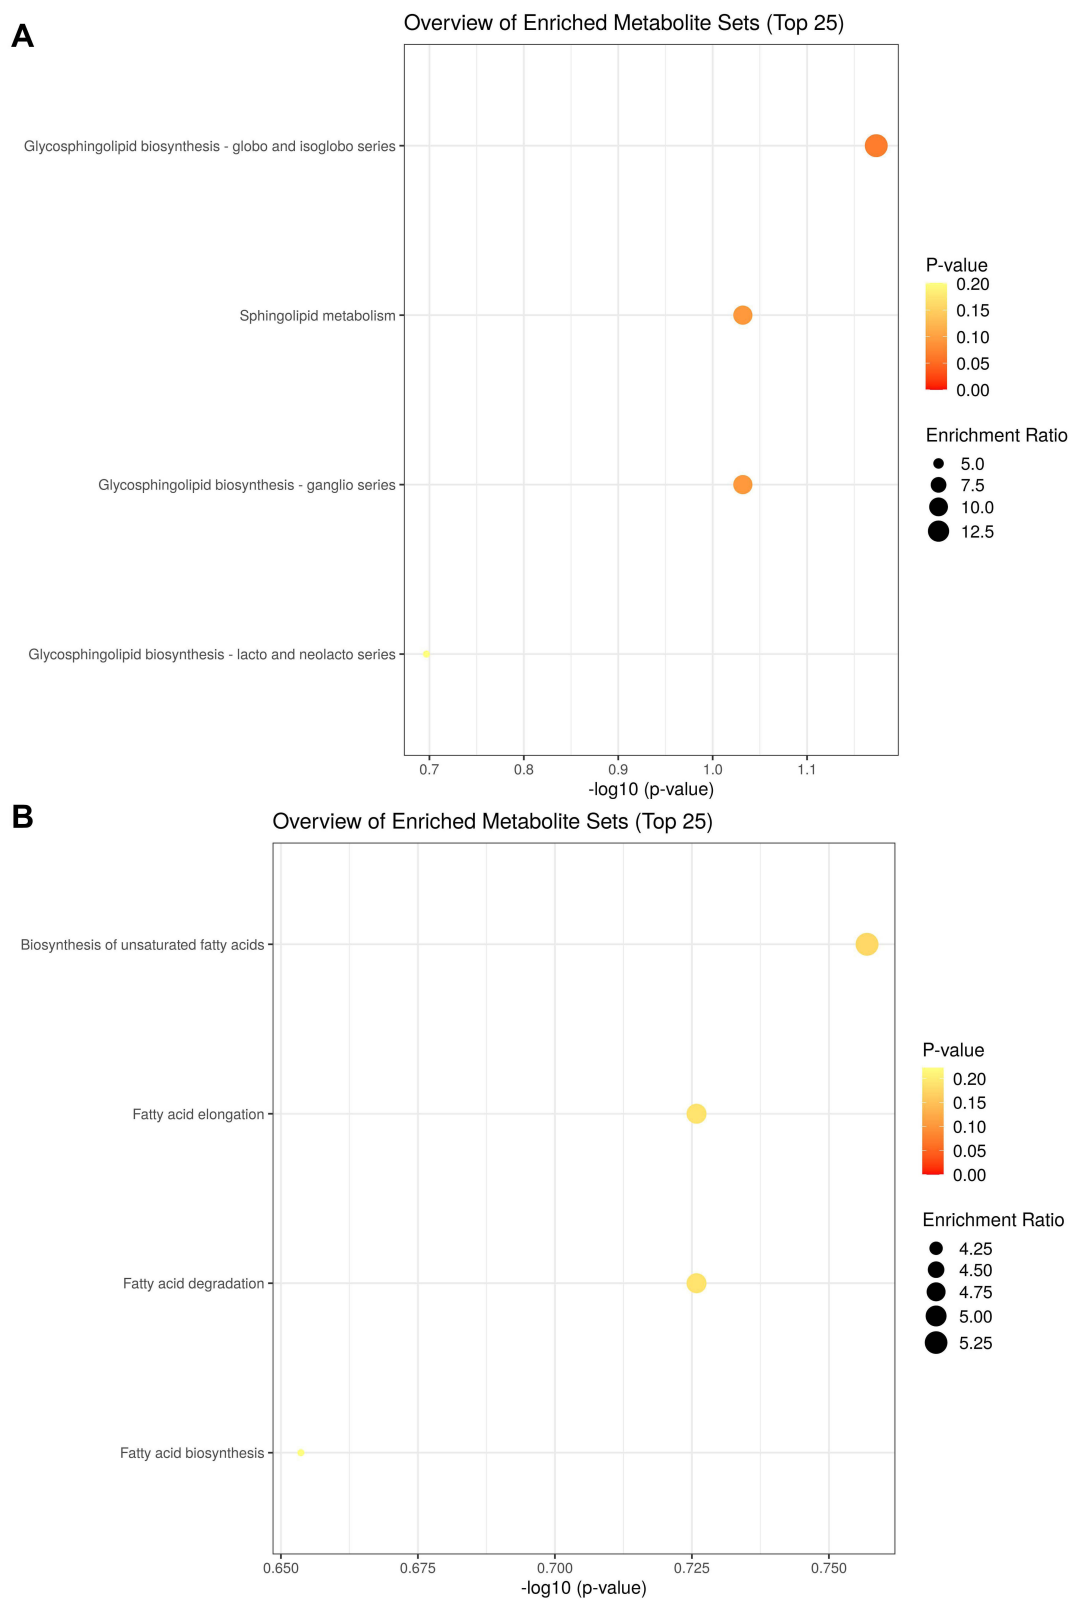 A
Overview of Enriched Metabolite Sets (Top 25)
Glycosphingolipid biosynthesis - globo and isoglobo series
Sphingolipid metabolism
Glycosphingolipid biosynthesis - ganglio series
Glycosphingolipid biosynthesis - lacto and neolacto series
0.7 0.8 0.9 1.0 1.1
-log10 (p-value)
P-value
0.20
0.15
0.10
0.05
0.00
Enrichment Ratio
5.0
7.5
10.0
12.5
B
Overview of Enriched Metabolite Sets (Top 25)
Biosynthesis of unsaturated fatty acids
Fatty acid elongation
Fatty acid degradation
Fatty acid biosynthesis
0.650 0.675 0.700 0.725 0.750
-log10 (p-value)
P-value
0.20
0.15
0.10
0.05
0.00
Enrichment Ratio
4.25
4.50
4.75
5.00
5.25